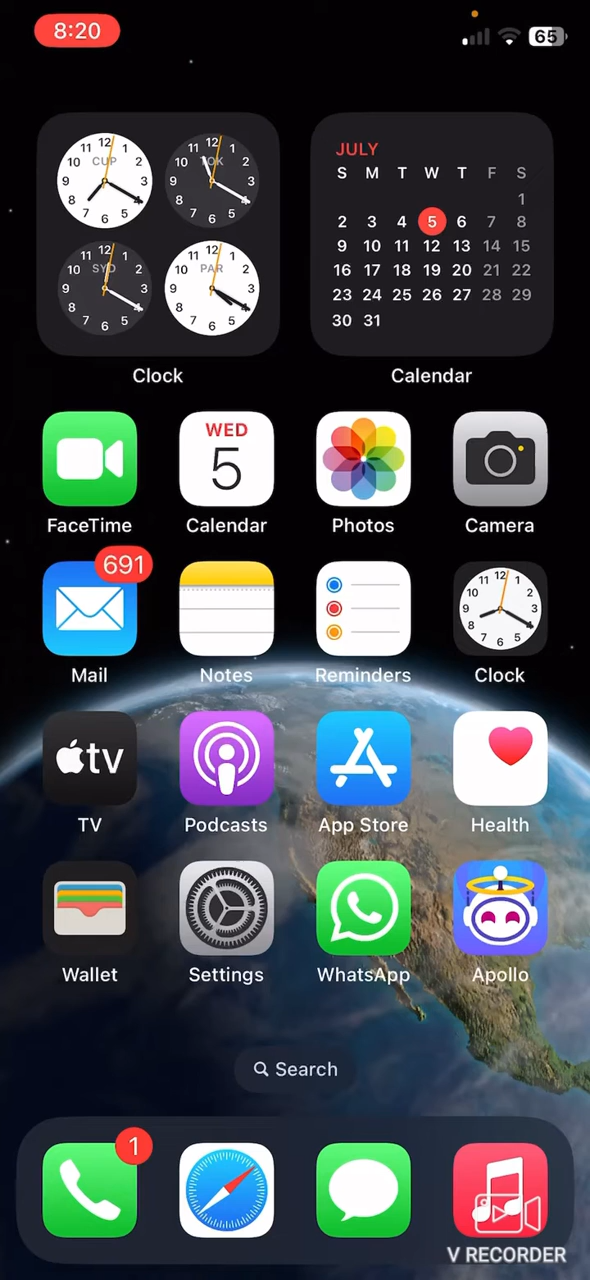 8:20
65
CUP
TOK
SYD
PAR
Clock
JULY
S M T W T F S
1
2 3 4 5 6 7 8
9 10 11 12 13 14 15
16 17 18 19 20 21 22
23 24 25 26 27 28 29
30 31
Calendar
WED
5
FaceTime Calendar Photos Camera
691
Mail Notes Reminders Clock
tv
TV Podcasts App Store Health
Wallet Settings WhatsApp Apollo
Search
1
V RECORDER